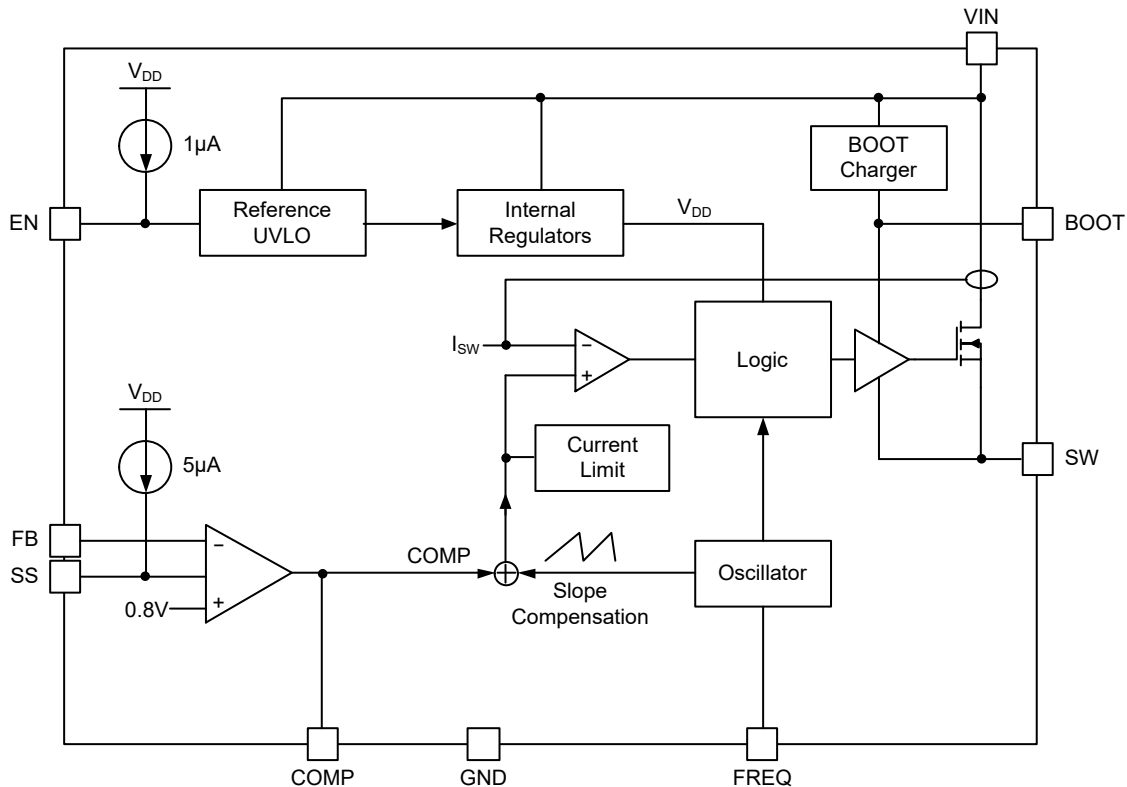 VIN
VDD
1µA
BOOT
Charger
EN
Reference
UVLO
Internal
Regulators
VDD
BOOT
ISW
−
+
Logic
VDD
5µA
Current
Limit
SW
FB
SS
−
0.8V
+
COMP
Slope
Compensation
Oscillator
COMP
GND
FREQ